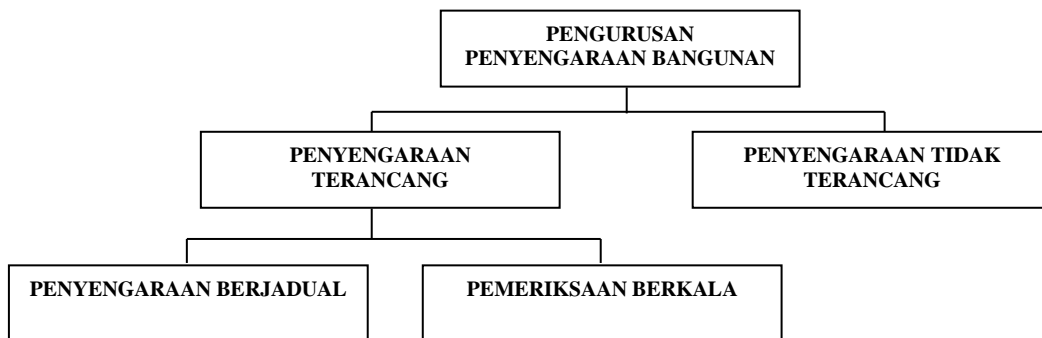 PENGURUSAN
PENYENGARAAN BANGUNAN
PENYENGARAAN
TERANCANG
PENYENGARAAN TIDAK
TERANCANG
PENYENGARAAN BERJADUAL
PEMERIKSAAN BERKALA